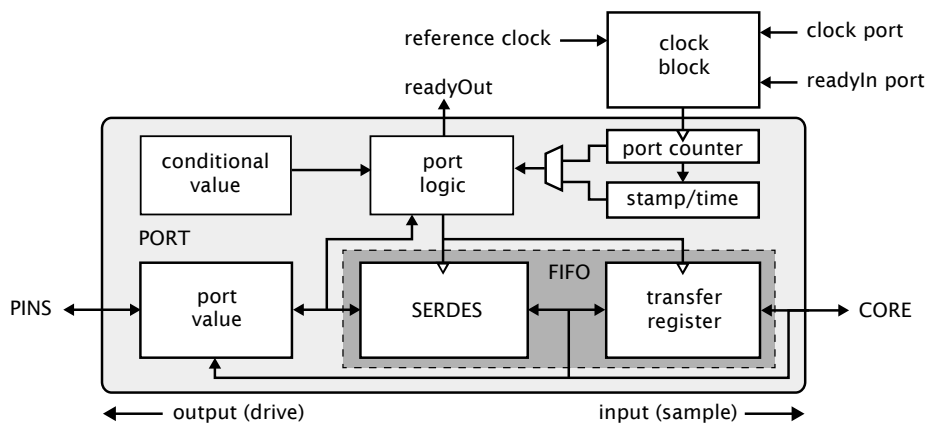 reference clock
clock block
clock port
readyIn port
readyOut
conditional value
port logic
port counter
stamp/time
PORT
FIFO
PINS
port value
SERDES
transfer register
CORE
output (drive)
input (sample)